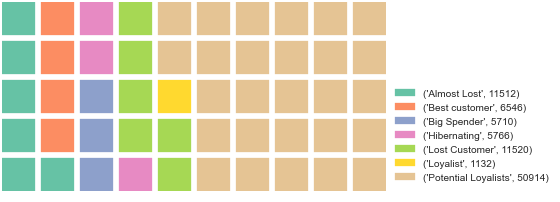 ('Almost Lost', 11512)
('Best customer', 6546)
('Big Spender', 5710)
('Hibernating', 5766)
('Lost Customer', 11520)
('Loyalist', 1132)
('Potential Loyalists', 50914)